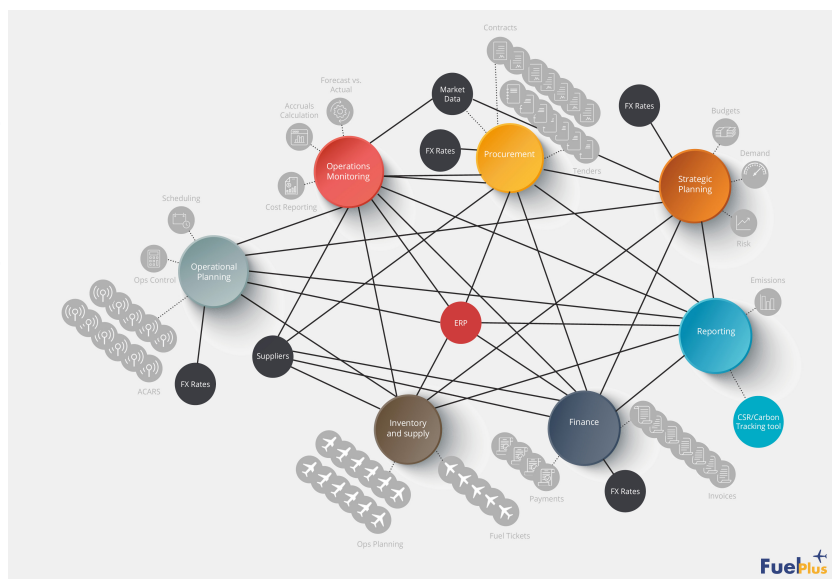 Contracts
Forecast vs.
Actual
Market
Data
FX Rates
Accruals
Calculation
Budgets
FX Rates
Procurement
Operations
Monitoring
Demand
Tenders
Strategic
Planning
Cost Reporting
Scheduling
Risk
Operational
Planning
Ops Control
Emissions
ERP
Reporting
Suppliers
ACARS
FX Rates
CSR/Carbon
Tracking tool
Inventory
and supply
Finance
FX Rates
Payments
Invoices
Ops Planning
Fuel Tickets
FuelPlus